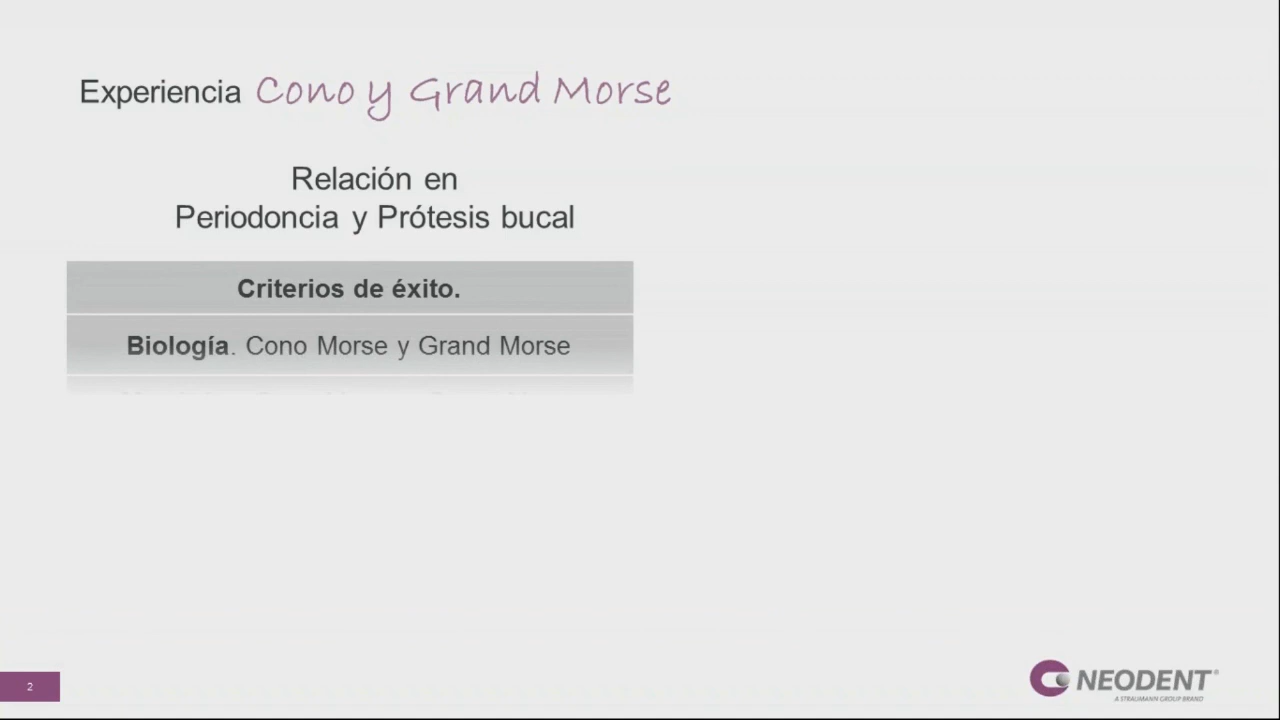 Experiencia Cono y Grand Morse
Relación en
Periodoncia y Prótesis bucal
Criterios de éxito.
Biología. Cono Morse y Grand Morse
2
NEODENT®
A STRAUMANN GROUP BRAND